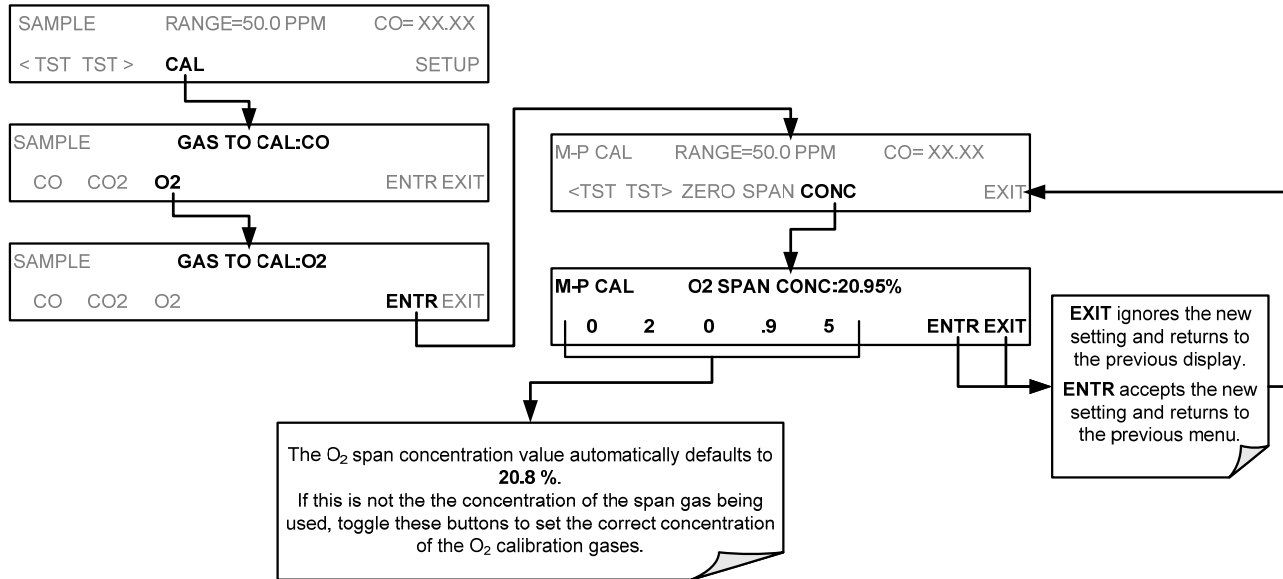 SAMPLE RANGE=50.0 PPM CO= XX.XX
< TST TST > CAL SETUP
SAMPLE GAS TO CAL:CO
CO CO2 O2 ENTR EXIT
SAMPLE GAS TO CAL:O2
CO CO2 O2 ENTR EXIT
M-P CAL RANGE=50.0 PPM CO= XX.XX
<TST TST> ZERO SPAN CONC EXIT
M-P CAL O2 SPAN CONC:20.95%
0 2 0 .9 5 ENTR EXIT
EXIT ignores the new
setting and returns to
the previous display.
ENTR accepts the new
setting and returns to
the previous menu.
The O₂ span concentration value automatically defaults to
20.8 %.
If this is not the the concentration of the span gas being
used, toggle these buttons to set the correct concentration
of the O₂ calibration gases.